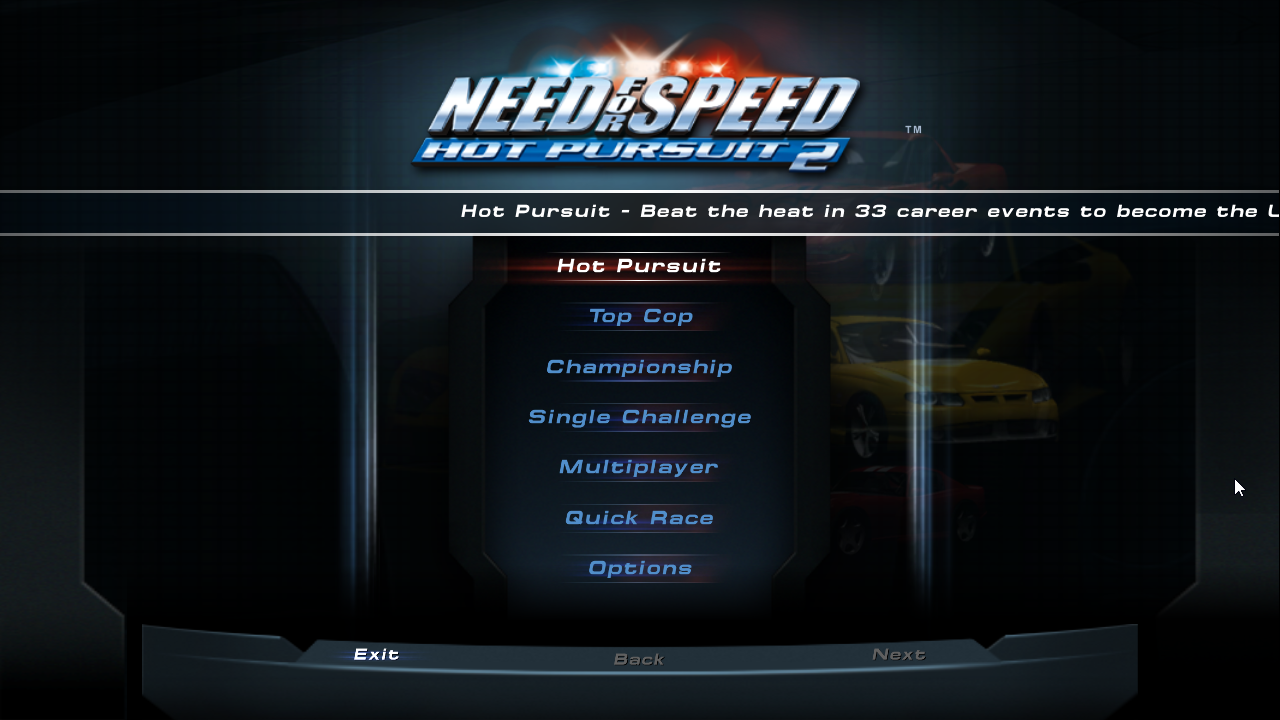 NEED FOR SPEED
HOT PURSUIT 2
TM
Hot Pursuit - Beat the heat in 33 career events to become the
Hot Pursuit
Top Cop
Championship
Single Challenge
Multiplayer
Quick Race
Options
Exit
Back
Next